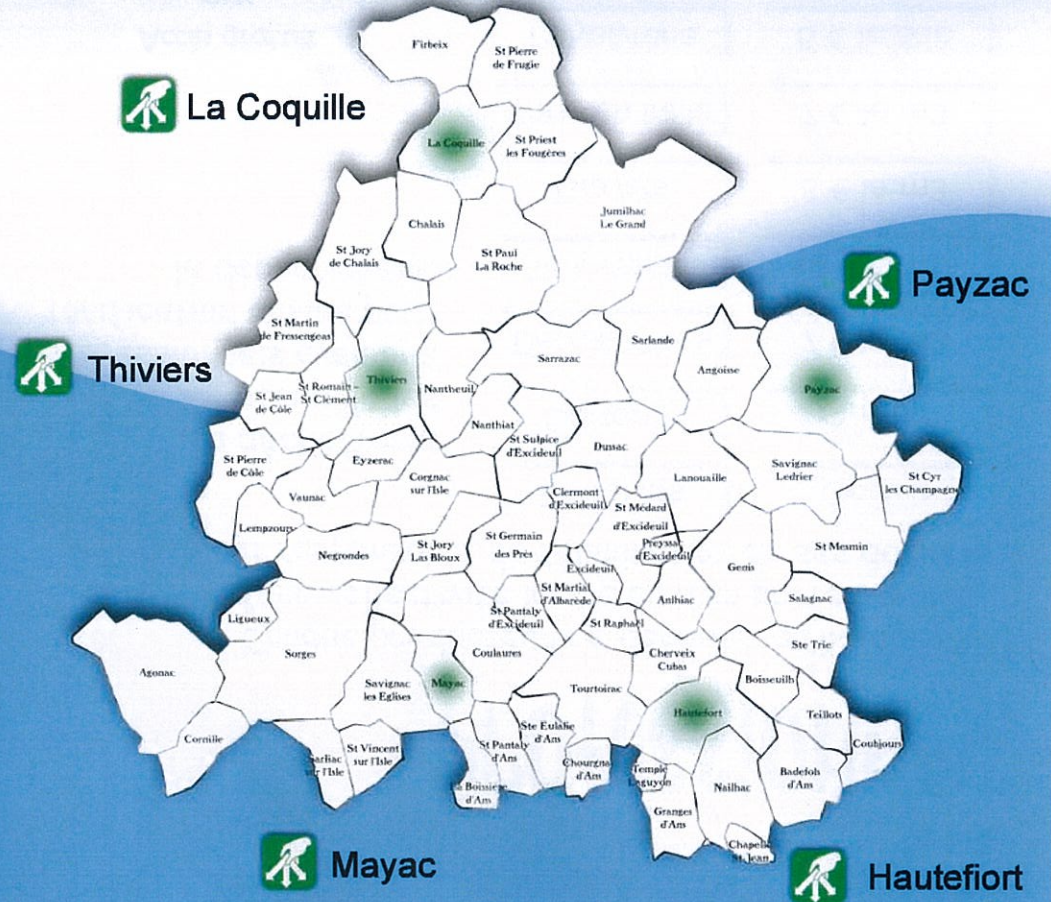 Firbeix
St Pierre
de Frugie
La Coquille
La Coquille
St Priest
les Fougères
Jumilhac
Le Grand
Chalais
St Jory
de Chalais
St Paul
La Roche
Payzac
St Martin
de Fressengeas
Sarlande
Sarrazac
Angoisse
Thiviers
St Romain –
St Clément
Thiviers
Nantheuil
Payzac
St Jean
de Côle
Nanthiat
St Sulpice
d'Excideuil
Dussac
St Pierre
de Côle
Eyzerac
Corgnac
sur l'Isle
Lanouaille
Savignac
Ledrier
St Cyr
les Champagn
Vaunac
Clermont
d'Excideuil
St Médard
d'Excideuil
Lempzours
Negrondes
St Jory
Las Bloux
St Germain
des Prés
Preyssac
d'Excideuil
St Mesmin
Excideuil
Genis
St Martial
d'Albarède
Anlhiac
Salagnac
Ligueux
St Pantaly
d'Excideuil
St Raphaël
Sorges
Coulaures
Cherveix
Cubas
Ste Trie
Agonac
Savignac
les Eglises
Mayac
Tourtoirac
Boisseuilh
Hautefort
Teillots
Cornille
St Vincent
sur l'Isle
St Pantaly
d'Ans
Ste Eulalie
d'Ans
Coubjours
Sarliac
sur l'Isle
Chourgna
d'Ans
Temple
Laguyon
Nailhac
Badefols
d'Ans
La Boissiere
d'Ans
Granges
d'Ans
Chapelle
St Jean
Mayac
Hautefiort